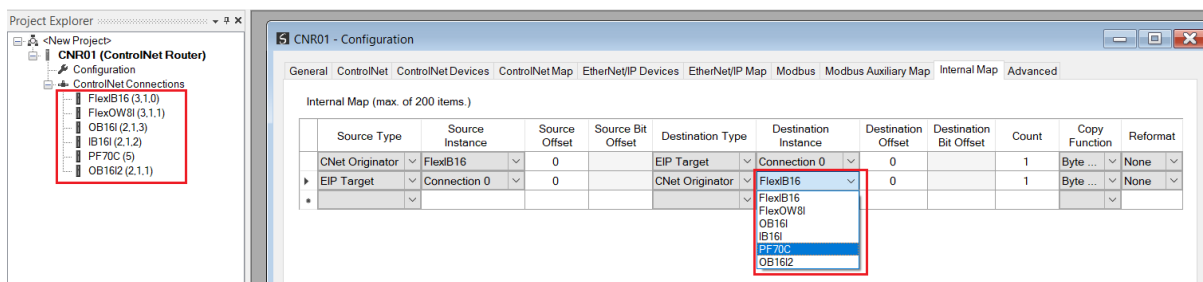 Project Explorer
<New Project>
CNR01 (ControlNet Router)
Configuration
ControlNet Connections
FlexIB16 (3,1,0)
FlexOW8I (3,1,1)
OB16I (2,1,3)
IB16I (2,1,2)
PF70C (5)
OB16I2 (2,1,1)
CNR01 - Configuration
General ControlNet ControlNet Devices ControlNet Map EtherNet/IP Devices EtherNet/IP Map Modbus Modbus Auxiliary Map Internal Map Advanced
Internal Map (max. of 200 items.)
Source Type Source Instance Source Offset Source Bit Offset Destination Type Destination Instance Destination Offset Destination Bit Offset Count Copy Function Reformat
CNet Originator FlexIB16 0 EIP Target Connection 0 0 1 Byte ... None
EIP Target Connection 0 0 CNet Originator FlexIB16 0 1 Byte ... None
FlexIB16
FlexOW8I
OB16I
IB16I
PF70C
OB16I2